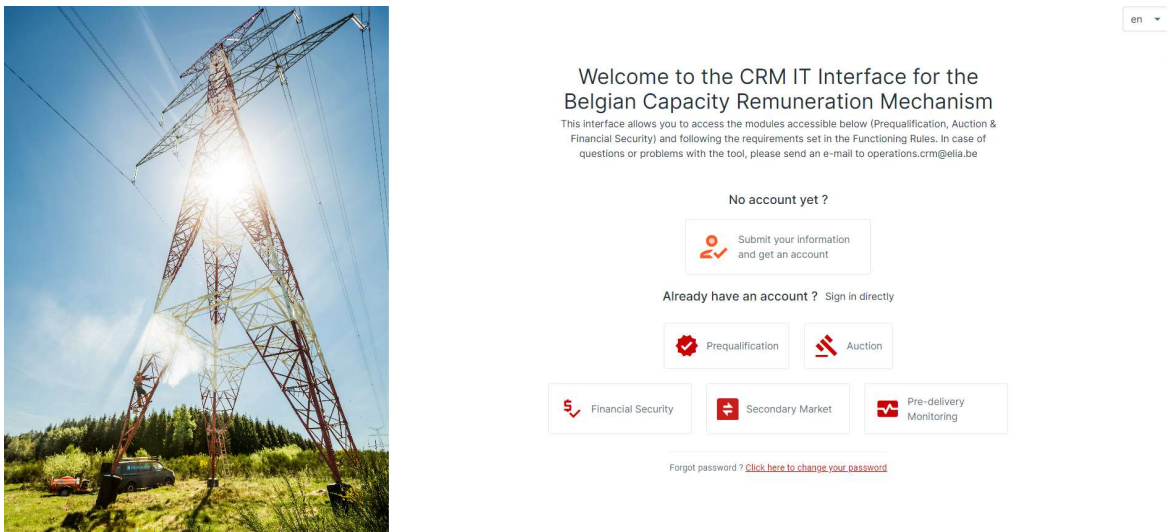 en
Welcome to the CRM IT Interface for the
Belgian Capacity Remuneration Mechanism
This interface allows you to access the modules accessible below (Prequalification, Auction &
Financial Security) and following the requirements set in the Functioning Rules. In case of
questions or problems with the tool, please send an e-mail to operations.crm@elia.be
No account yet ?
Submit your information
and get an account
Already have an account ? Sign in directly
Prequalification
Auction
Financial Security
Secondary Market
Pre-delivery
Monitoring
Forgot password ? Click here to change your password